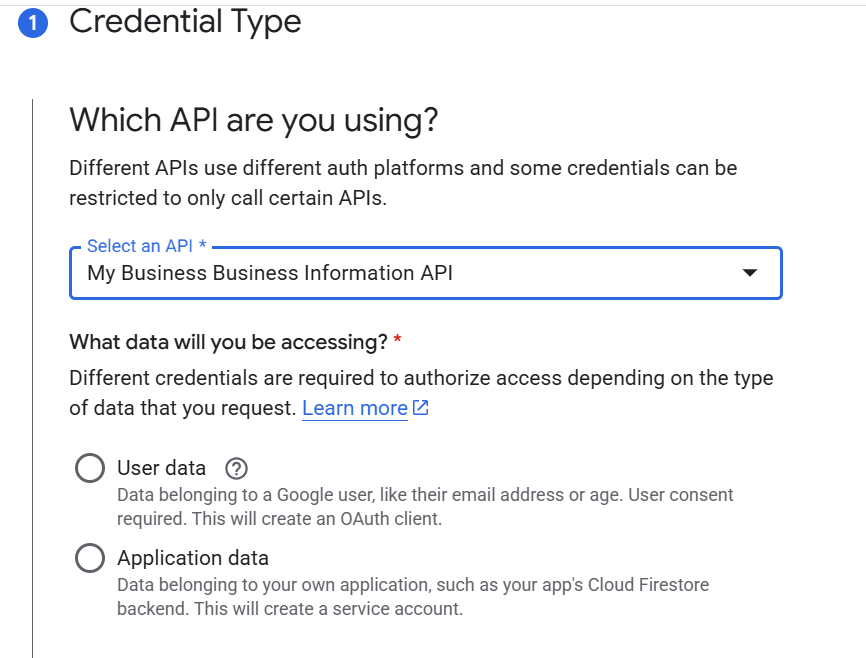 1 Credential Type
Which API are you using?
Different APIs use different auth platforms and some credentials can be
restricted to only call certain APIs.
Select an API *
My Business Business Information API
What data will you be accessing? *
Different credentials are required to authorize access depending on the type
of data that you request. Learn more
User data ?
Data belonging to a Google user, like their email address or age. User consent
required. This will create an OAuth client.
Application data
Data belonging to your own application, such as your app's Cloud Firestore
backend. This will create a service account.